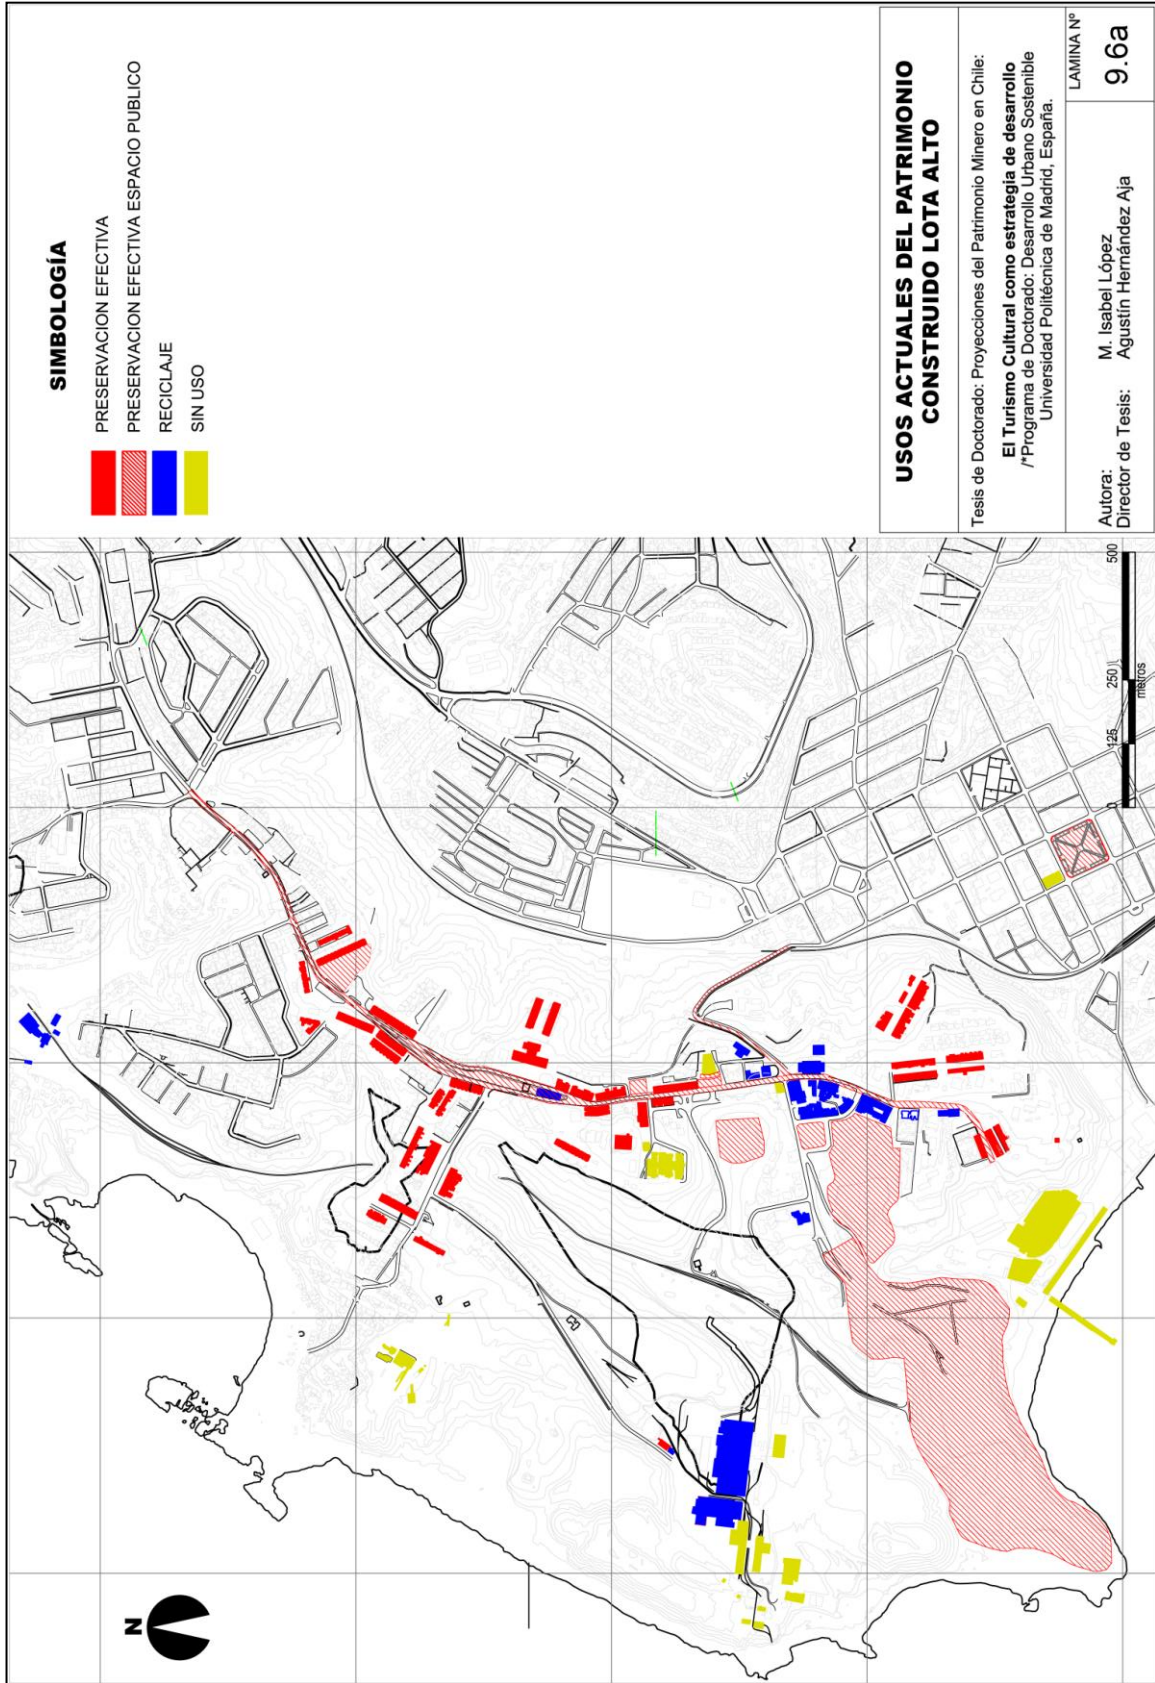 SIMBOLOGÍA
PRESERVACION EFECTIVA
PRESERVACION EFECTIVA ESPACIO PUBLICO
RECICLAJE
SIN USO
USOS ACTUALES DEL PATRIMONIO
CONSTRUIDO LOTA ALTO
Tesis de Doctorado: Proyecciones del Patrimonio Minero en Chile:
El Turismo Cultural como estrategia de desarrollo
/*Programa de Doctorado: Desarrollo Urbano Sostenible
Universidad Politécnica de Madrid, España.
Autora: M. Isabel López
Director de Tesis: Agustín Hernández Aja
LAMINA Nº
9.6a
0 125 250 500
metros
N